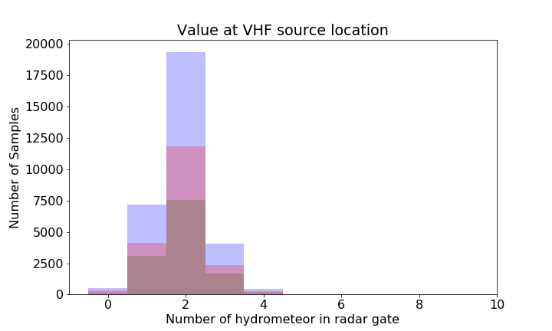 Value at VHF source location
20000
17500
15000
12500
10000
7500
5000
2500
0
Number of Samples
0 2 4 6 8 10
Number of hydrometeor in radar gate